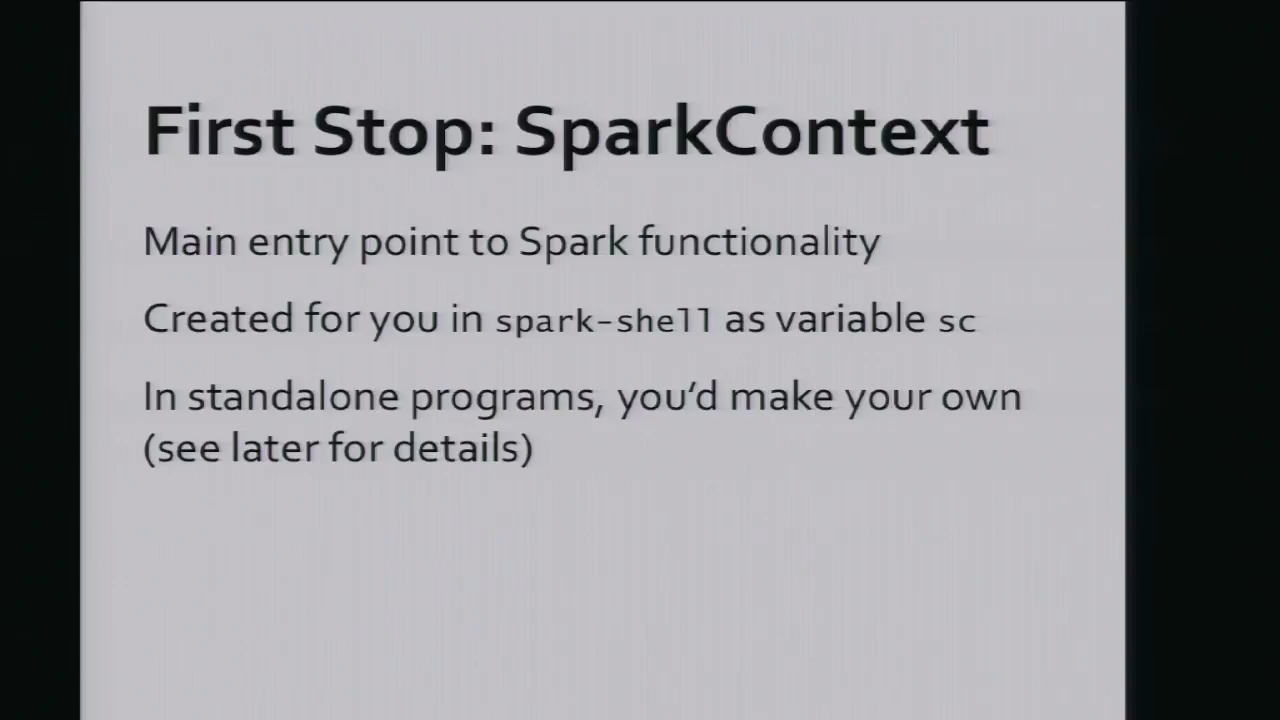 First Stop: SparkContext
Main entry point to Spark functionality
Created for you in spark-shell as variable sc
In standalone programs, you’d make your own
(see later for details)